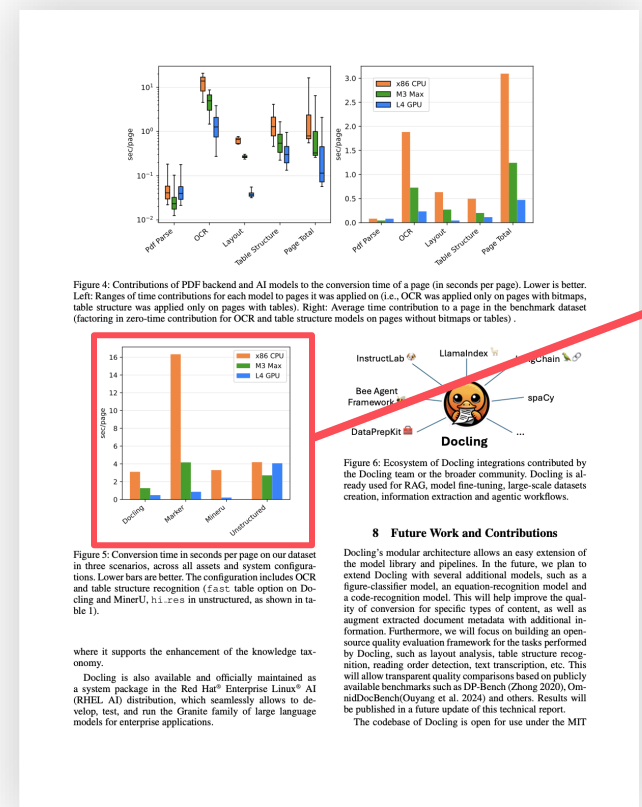 10¹
10⁰
10⁻¹
10⁻²
sec/page
Pdf Parse
OCR
Layout
Table Structure
Page Total
3.0
2.5
2.0
1.5
1.0
0.5
0.0
sec/page
x86 CPU
M3 Max
L4 GPU
Pdf Parse
OCR
Layout
Table Structure
Page Total
Figure 4: Contributions of PDF backend and AI models to the conversion time of a page (in seconds per page). Lower is better.
Left: Ranges of time contributions for each model to pages it was applied on (i.e., OCR was applied only on pages with bitmaps,
table structure was applied only on pages with tables). Right: Average time contribution to a page in the benchmark dataset
(factoring in zero-time contribution for OCR and table structure models on pages without bitmaps or tables) .
16
14
12
10
8
6
4
2
0
sec/page
x86 CPU
M3 Max
L4 GPU
Docling
Marker
Mineru
Unstructured
Figure 5: Conversion time in seconds per page on our dataset
in three scenarios, across all assets and system configura-
tions. Lower bars are better. The configuration includes OCR
and table structure recognition (fast table option on Do-
cling and MinerU, hi_res in unstructured, as shown in ta-
ble 1).
where it supports the enhancement of the knowledge tax-
onomy.
Docling is also available and officially maintained as
a system package in the Red Hat® Enterprise Linux® AI
(RHEL AI) distribution, which seamlessly allows to de-
velop, test, and run the Granite family of large language
models for enterprise applications.
InstructLab
LlamaIndex
Chain
Bee Agent
Framework
spaCy
DataPrepKit
...
Docling
Figure 6: Ecosystem of Docling integrations contributed by
the Docling team or the broader community. Docling is al-
ready used for RAG, model fine-tuning, large-scale datasets
creation, information extraction and agentic workflows.
8 Future Work and Contributions
Docling's modular architecture allows an easy extension of
the model library and pipelines. In the future, we plan to
extend Docling with several additional models, such as a
figure-classifier model, an equation-recognition model and
a code-recognition model. This will help improve the qual-
ity of conversion for specific types of content, as well as
augment extracted document metadata with additional in-
formation. Furthermore, we will focus on building an open-
source quality evaluation framework for the tasks performed
by Docling, such as layout analysis, table structure recog-
nition, reading order detection, text transcription, etc. This
will allow transparent quality comparisons based on publicly
available benchmarks such as DP-Bench (Zhong 2020), Om-
nidDocBench(Ouyang et al. 2024) and others. Results will
be published in a future update of this technical report.
The codebase of Docling is open for use under the MIT